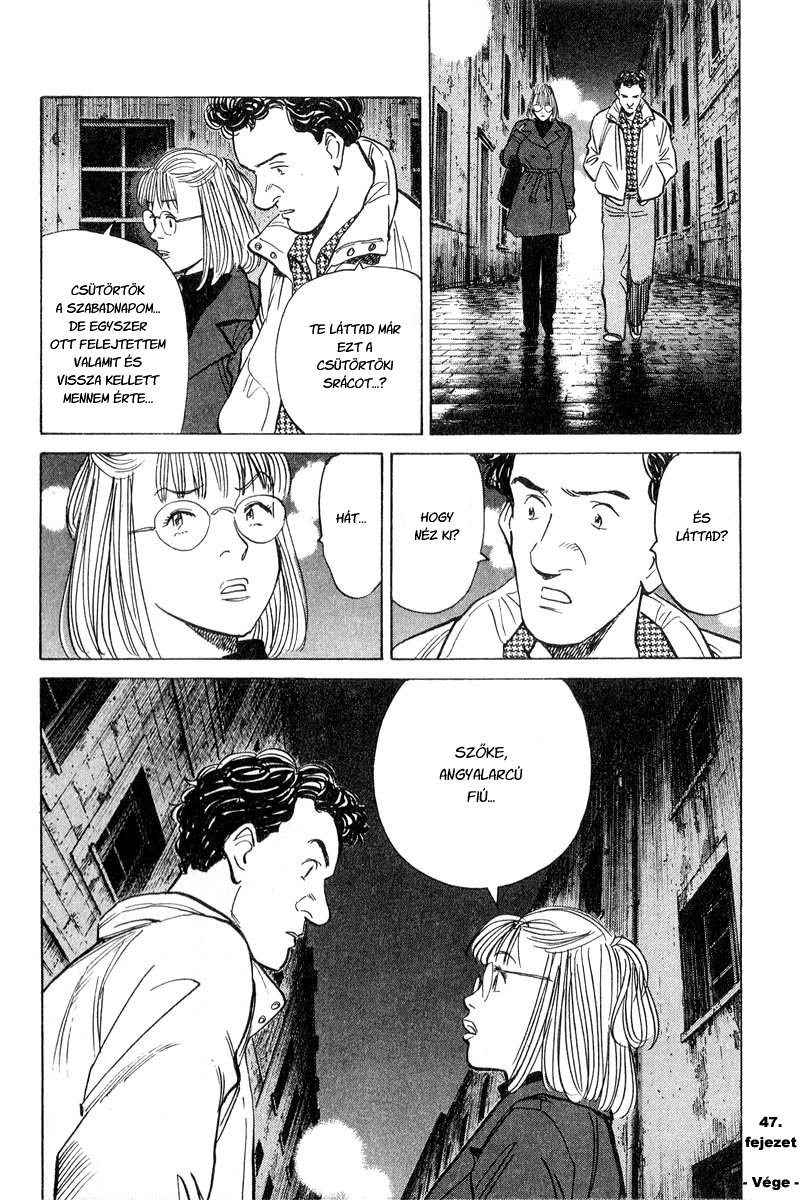 TE LÁTTAD MÁR
EZT A
CSÜTÖRTÖKI
SRÁCOT...?
CSÜTÖRTÖK
A SZABADNAPOM...
DE EGYSZER
OTT FELEJTETTEM
VALAMIT ÉS
VISSZA KELLETT
MENNEM ÉRTE...
ÉS
LÁTTAD?
HOGY
NÉZ KI?
HÁT...
SZŐKE,
ANGYALARCÚ
FIÚ...
47.
fejezet
- Vége -